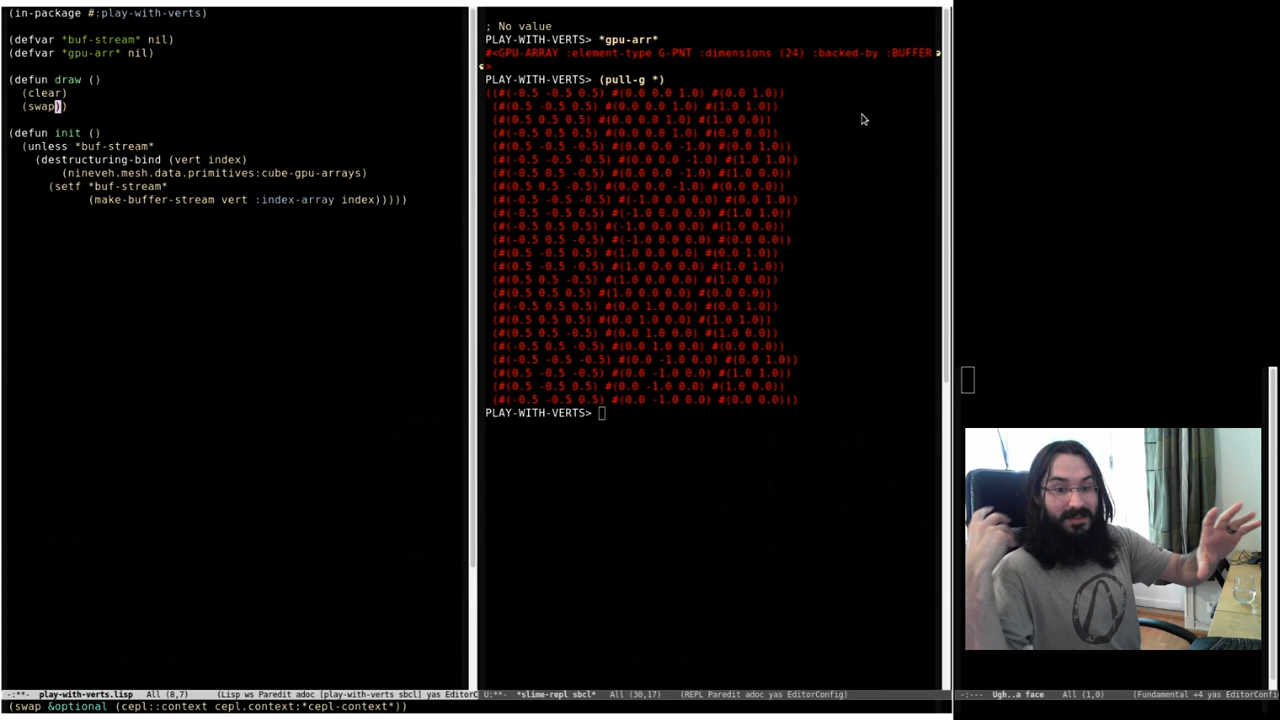 (in-package #:play-with-verts)
(defvar *buf-stream* nil)
(defvar *gpu-arr* nil)
(defun draw ()
(clear)
(swap))
(defun init ()
(unless *buf-stream*
(destructuring-bind (vert index)
(nineveh.mesh.data.primitives:cube-gpu-arrays)
(setf *buf-stream*
(make-buffer-stream vert :index-array index)))))
; No value
PLAY-WITH-VERTS> *gpu-arr*
#<GPU-ARRAY :element-type G-PNT :dimensions (24) :backed-by :BUFFER
>
PLAY-WITH-VERTS> (pull-g *)
((#(-0.5 -0.5 0.5) #(0.0 0.0 1.0) #(0.0 1.0))
(#(0.5 -0.5 0.5) #(0.0 0.0 1.0) #(1.0 1.0))
(#(0.5 0.5 0.5) #(0.0 0.0 1.0) #(1.0 0.0))
(#(-0.5 0.5 0.5) #(0.0 0.0 1.0) #(0.0 0.0))
(#(0.5 -0.5 -0.5) #(0.0 0.0 -1.0) #(0.0 1.0))
(#(-0.5 -0.5 -0.5) #(0.0 0.0 -1.0) #(1.0 1.0))
(#(-0.5 0.5 -0.5) #(0.0 0.0 -1.0) #(1.0 0.0))
(#(0.5 0.5 -0.5) #(0.0 0.0 -1.0) #(0.0 0.0))
(#(-0.5 -0.5 -0.5) #(-1.0 0.0 0.0) #(0.0 1.0))
(#(-0.5 -0.5 0.5) #(-1.0 0.0 0.0) #(1.0 1.0))
(#(-0.5 0.5 0.5) #(-1.0 0.0 0.0) #(1.0 0.0))
(#(-0.5 0.5 -0.5) #(-1.0 0.0 0.0) #(0.0 0.0))
(#(0.5 -0.5 0.5) #(1.0 0.0 0.0) #(0.0 1.0))
(#(0.5 -0.5 -0.5) #(1.0 0.0 0.0) #(1.0 1.0))
(#(0.5 0.5 -0.5) #(1.0 0.0 0.0) #(1.0 0.0))
(#(0.5 0.5 0.5) #(1.0 0.0 0.0) #(0.0 0.0))
(#(-0.5 0.5 0.5) #(0.0 1.0 0.0) #(0.0 1.0))
(#(0.5 0.5 0.5) #(0.0 1.0 0.0) #(1.0 1.0))
(#(0.5 0.5 -0.5) #(0.0 1.0 0.0) #(1.0 0.0))
(#(-0.5 0.5 -0.5) #(0.0 1.0 0.0) #(0.0 0.0))
(#(-0.5 -0.5 -0.5) #(0.0 -1.0 0.0) #(0.0 1.0))
(#(0.5 -0.5 -0.5) #(0.0 -1.0 0.0) #(1.0 1.0))
(#(0.5 -0.5 0.5) #(0.0 -1.0 0.0) #(1.0 0.0))
(#(-0.5 -0.5 0.5) #(0.0 -1.0 0.0) #(0.0 0.0)))
PLAY-WITH-VERTS>
-:**- play-with-verts.lisp All (8,7) (Lisp ws Paredit adoc [play-with-verts sbcl] yas EditorC
U:**- *slime-repl sbcl* All (30,17) (REPL Paredit adoc EditorConfig)
-:--- Ugh..a face All (1,0) (Fundamental +4 yas EditorConfi
(swap &optional (cepl::context cepl.context:*cepl-context*))